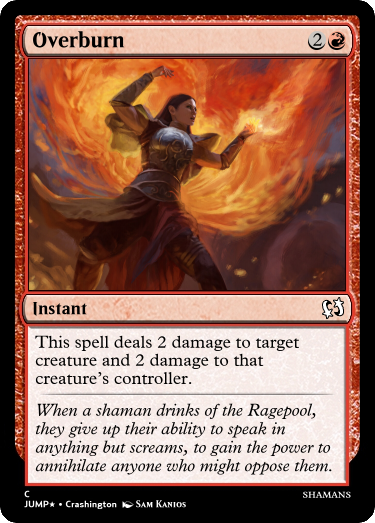 Overburn 2
Instant
This spell deals 2 damage to target
creature and 2 damage to that
creature's controller.
When a shaman drinks of the Ragepool,
they give up their ability to speak in
anything but screams, to gain the power to
annihilate anyone who might oppose them.
C SHAMANS
JUMP★ • Crashington SAM KANIOS